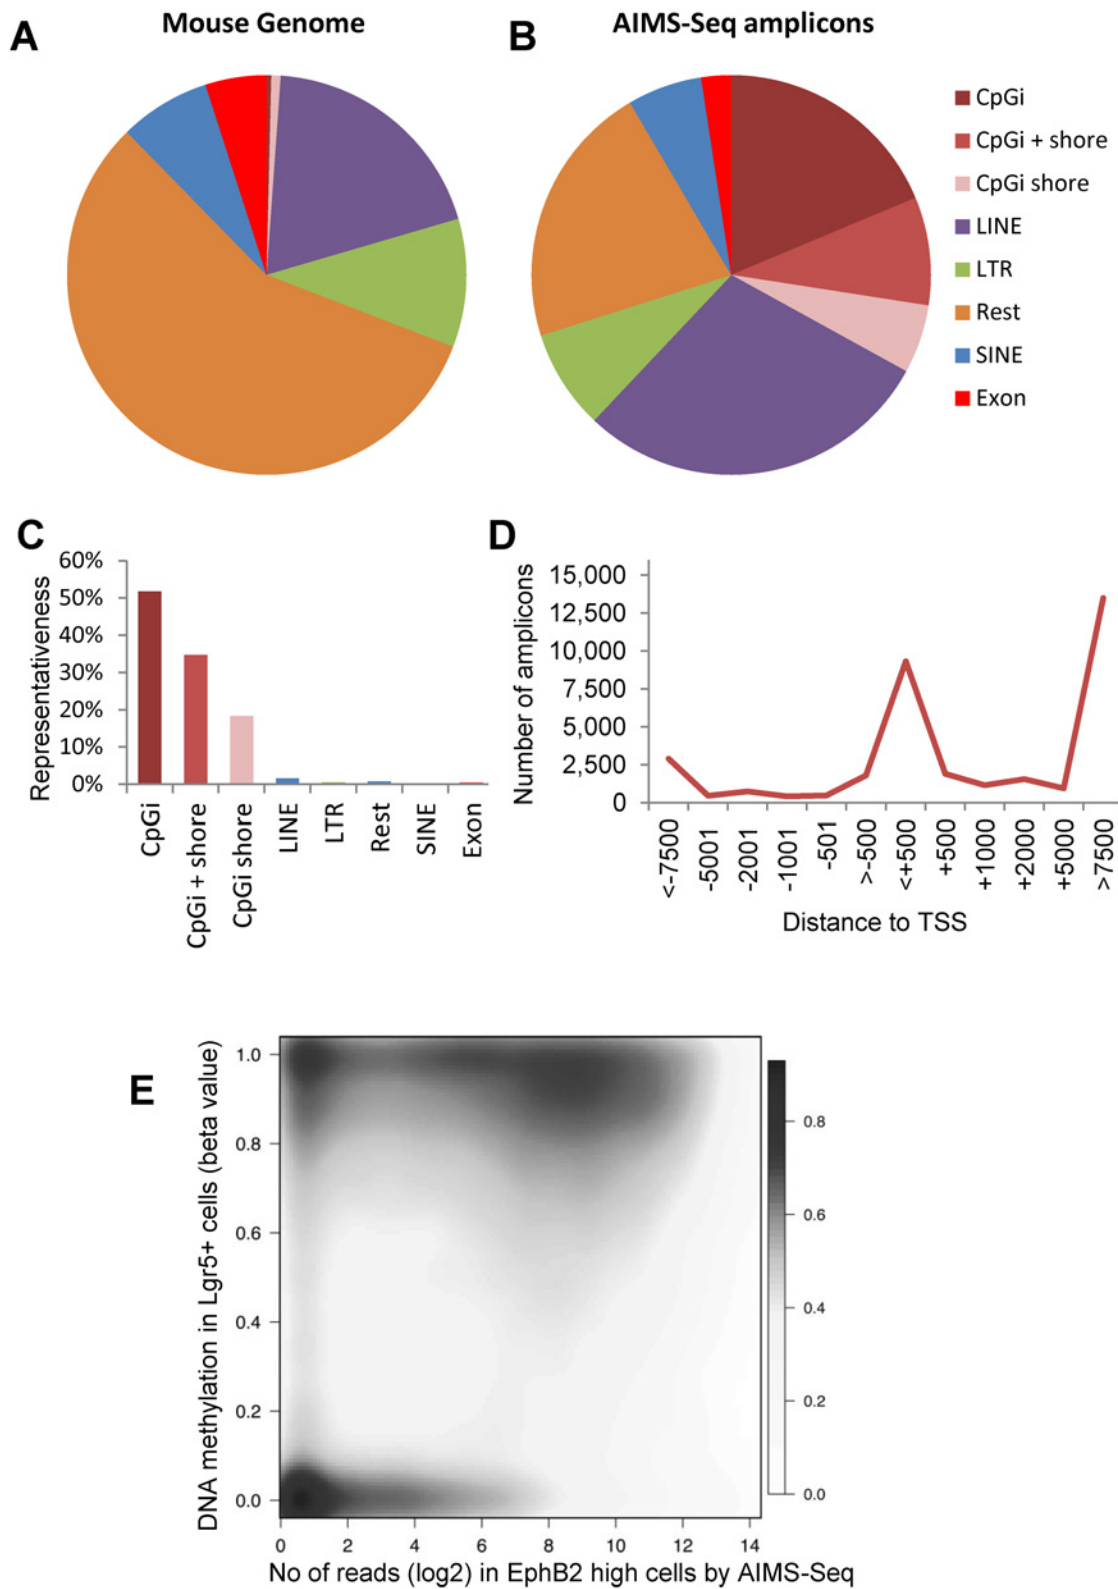 A
Mouse Genome
B
AIMS-Seq amplicons
CpGi
CpGi + shore
CpGi shore
LINE
LTR
Rest
SINE
Exon
C
Representativeness
60%
50%
40%
30%
20%
10%
0%
CpGi
CpGi + shore
CpGi shore
LINE
LTR
Rest
SINE
Exon
D
Number of amplicons
15,000
12,500
10,000
7,500
5,000
2,500
0
<-7500
-5001
-2001
-1001
-501
>-500
<+500
+500
+1000
+2000
+5000
>7500
Distance to TSS
E
DNA methylation in Lgr5+ cells (beta value)
1.0
0.8
0.6
0.4
0.2
0.0
0 2 4 6 8 10 12 14
No of reads (log2) in EphB2 high cells by AIMS-Seq
0.8
0.6
0.4
0.2
0.0